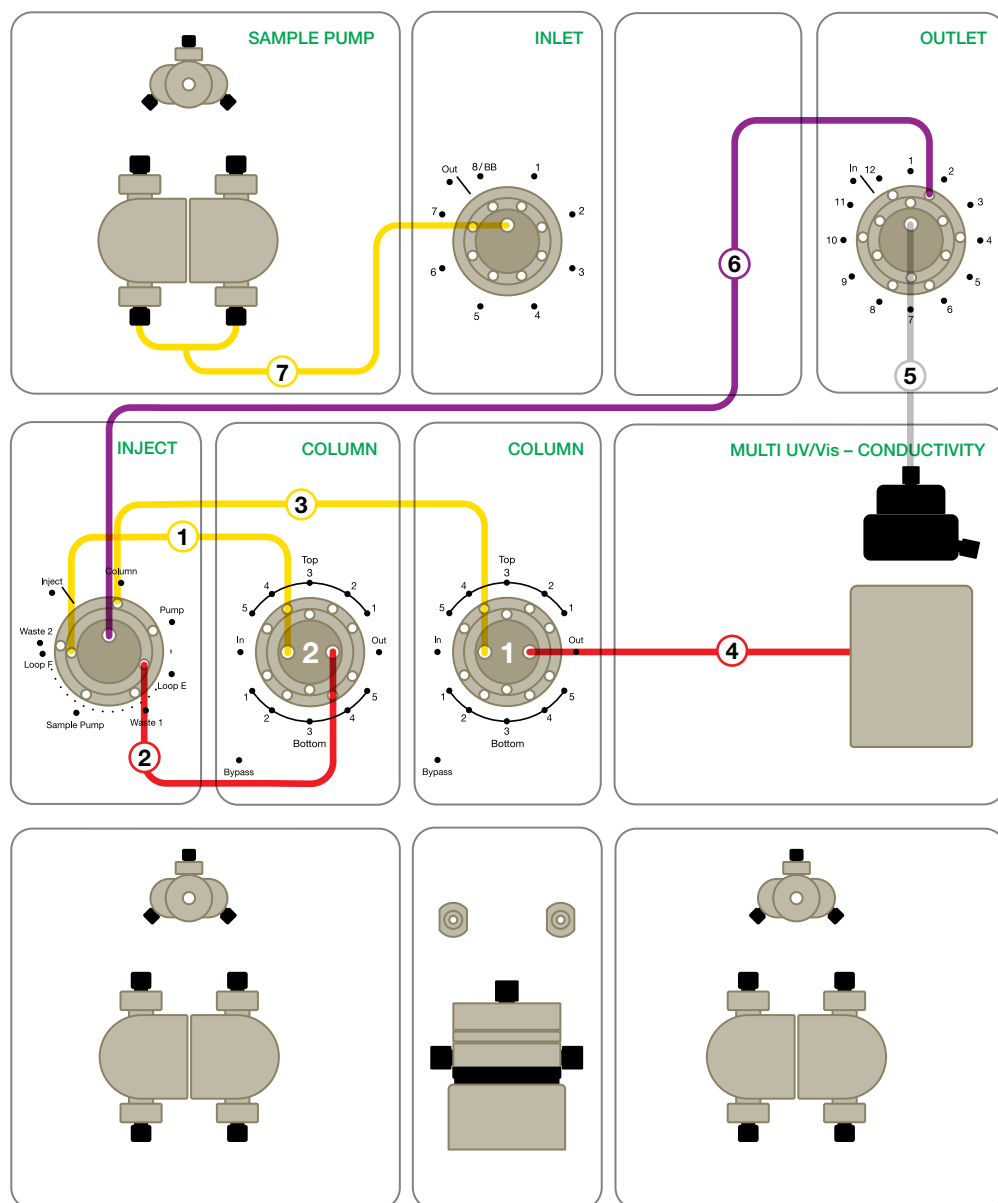 SAMPLE PUMP
INLET
OUTLET
Out
8/BB
1
2
3
4
5
6
7
In
12
1
2
3
4
5
6
7
8
9
10
11
6
7
5
INJECT
COLUMN
COLUMN
MULTI UV/Vis – CONDUCTIVITY
3
1
Inject
Column
Pump
Waste 2
Loop F
Loop E
Sample Pump
Waste 1
2
Top
3
4
2
5
1
In
Out
2
1
5
2
4
3
Bottom
Bypass
Top
3
4
2
5
1
In
Out
1
1
5
2
4
3
Bottom
Bypass
4